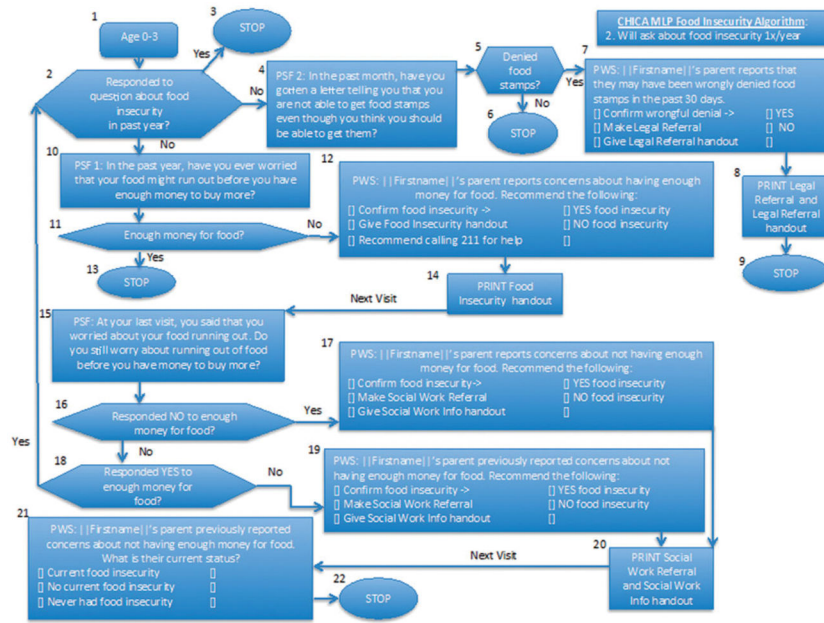 1
Age 0-3
2
Responded to
question about food
insecurity
in past year?
Yes
3
STOP
No
4
PSF 2: In the past month, have you
gotten a letter telling you that you
are not able to get food stamps
even though you think you should
be able to get them?
5
Denied
food
stamps?
No
6
STOP
Yes
7
CHICA MLP Food Insecurity Algorithm:
2. Will ask about food insecurity 1x/year
PWS: ||Firstname||'s parent reports that
they may have been wrongly denied food
stamps in the past 30 days.
[] Confirm wrongful denial -> [] YES
[] Make Legal Referral [] NO
[] Give Legal Referral handout []
8
PRINT Legal
Referral and
Legal Referral
handout
9
STOP
No
10
PSF 1: In the past year, have you ever worried
that your food might run out before you have
enough money to buy more?
11
Enough money for food?
No
12
PWS: ||Firstname||'s parent reports concerns about having enough
money for food. Recommend the following:
[] Confirm food insecurity -> [] YES food insecurity
[] Give Food Insecurity handout [] NO food insecurity
[] Recommend calling 211 for help []
Yes
13
STOP
14
PRINT Food
Insecurity handout
Next Visit
15
PSF: At your last visit, you said that you
worried about your food running out. Do
you still worry about running out of food
before you have money to buy more?
16
Responded NO to enough
money for food?
Yes
17
PWS: ||Firstname||'s parent reports concerns about not having enough
money for food. Recommend the following:
[] Confirm food insecurity-> [] YES food insecurity
[] Make Social Work Referral [] NO food insecurity
[] Give Social Work Info handout []
No
18
Responded YES to
enough money for
food?
Yes
No
19
PWS: ||Firstname||'s parent previously reported concerns about not
having enough money for food. Recommend the following:
[] Confirm food insecurity -> [] YES food insecurity
[] Make Social Work Referral [] NO food insecurity
[] Give Social Work Info handout []
20
PRINT Social
Work Referral
and Social Work
Info handout
Next Visit
21
PWS: ||Firstname||'s parent previously reported
concerns about not having enough money for food.
What is their current status?
[] Current food insecurity []
[] No current food insecurity []
[] Never had food insecurity []
22
STOP